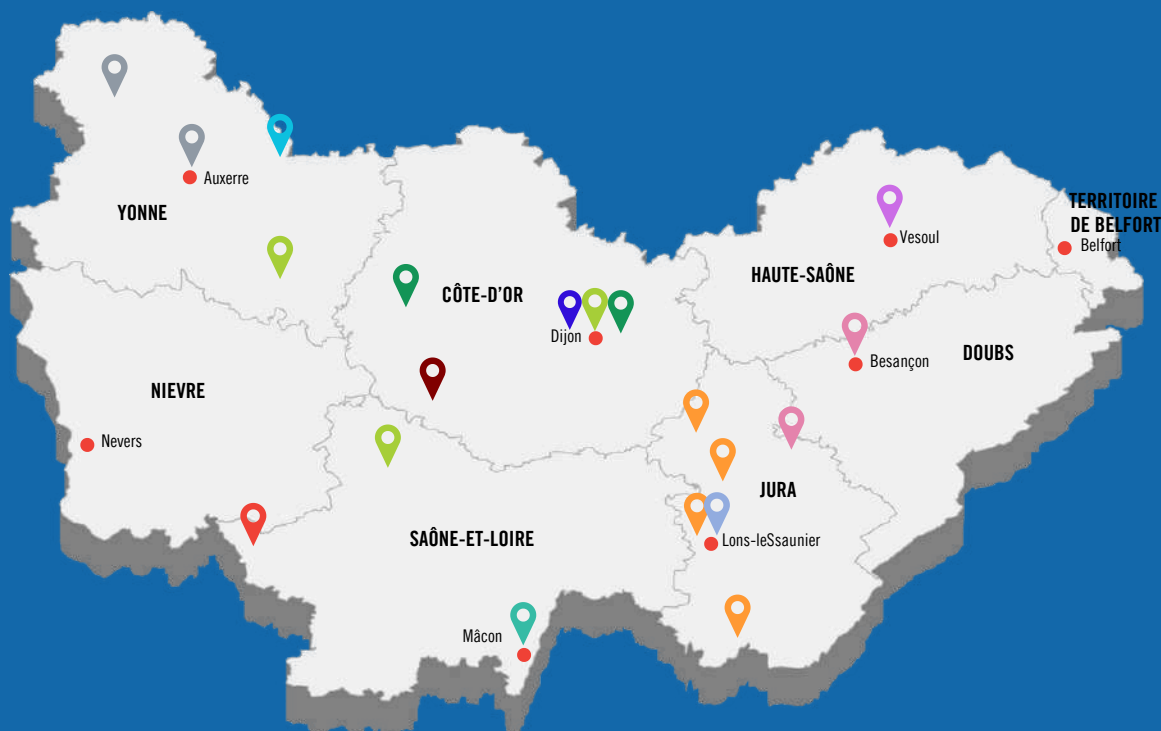 Auxerre
YONNE
TERRITOIRE
DE BELFORT
Belfort
Vesoul
HAUTE-SAÔNE
CÔTE-D'OR
Dijon
DOUBS
Besançon
NIEVRE
Nevers
JURA
SAÔNE-ET-LOIRE
Lons-leSsaunier
Mâcon